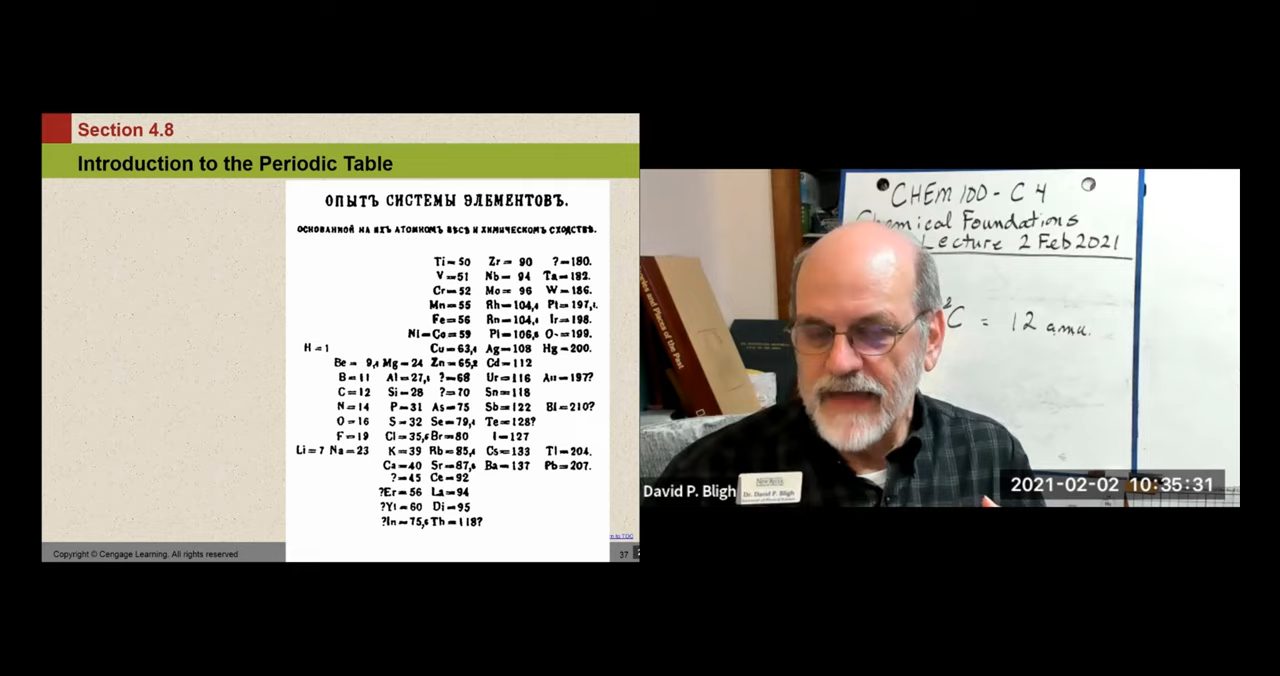 Section 4.8
Introduction to the Periodic Table
ОПЫТЪ СИСТЕМЫ ЭЛЕМЕНТОВЪ.
ОСНОВАННОЙ НА ИХЪ АТОМНОМЪ ВѢСѢ И ХИМИЧЕСКОМЪ СХОДСТВѢ.
Ti=50 Zr=90 ?=180.
V=51 Nb=94 Ta=182.
Cr=52 Mo=96 W=186.
Mn=55 Rh=104,4 Pt=197,1.
Fe=56 Rn=104,4 Ir=198.
Ni=Co=59 Pl=106,6 O-=199.
H=1 Cu=63,4 Ag=108 Hg=200.
Be=9,4 Mg=24 Zn=65,2 Cd=112
B=11 Al=27,1 ?=68 Ur=116 Au=197?
C=12 Si=28 ?=70 Sn=118
N=14 P=31 As=75 Sb=122 Bi=210?
O=16 S=32 Se=79,4 Te=128?
F=19 Cl=35,5 Br=80 I=127
Li=7 Na=23 K=39 Rb=85,4 Cs=133 Tl=204.
Ca=40 Sr=87,6 Ba=137 Pb=207.
?=45 Ce=92
?Er=56 La=94
?Yt=60 Di=95
?In=75,6 Th=118?
Copyright © Cengage Learning. All rights reserved
37
CHEM 100 - C 4
Chemical Foundations
Lecture 2 Feb 2021
²C = 12 amu.
Places of the Past
Dr. David P. Bligh
David P. Bligh
2021-02-02 10:35:31